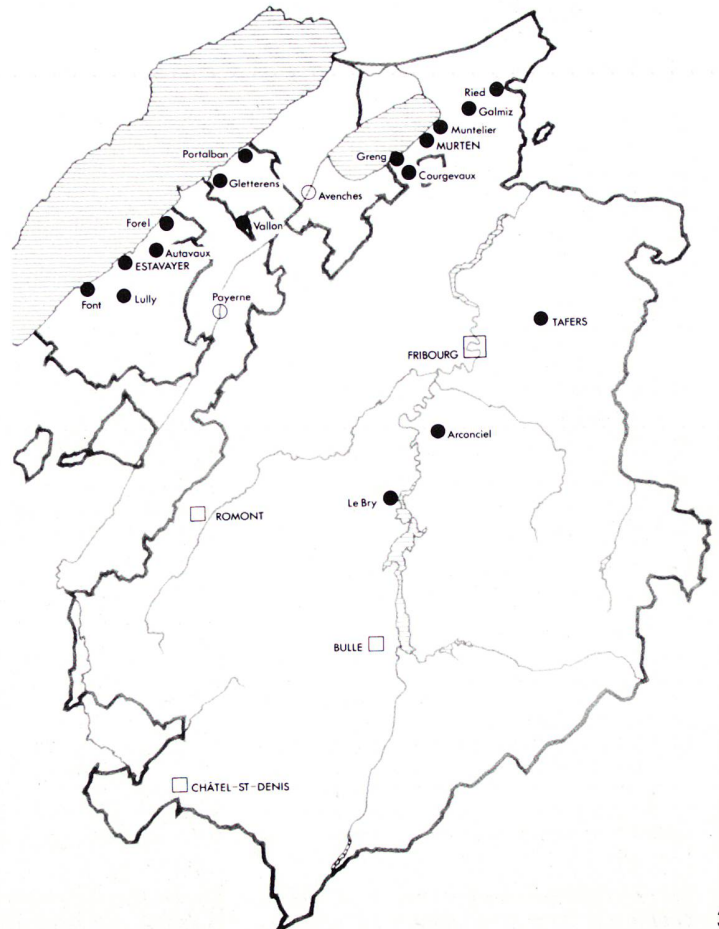 Ried
Galmiz
Muntelier
MURTEN
Portalban
Greng
Courgevaux
Gletterens
Avenches
Forel
Vallon
Autavaux
ESTAVAYER
Font
Lully
Payerne
TAFERS
FRIBOURG
Arconciel
Le Bry
ROMONT
BULLE
CHÂTEL-ST-DENIS